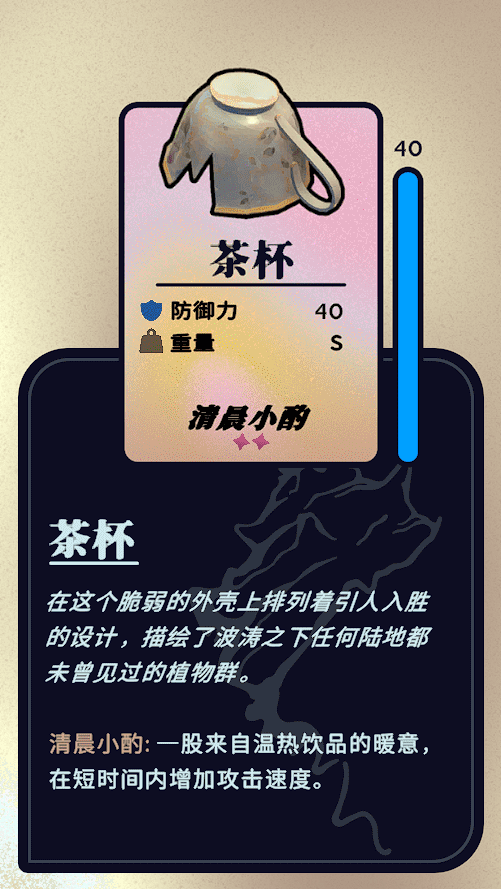 40
茶杯
防御力 40
重量 S
清晨小酌
茶杯
在这个脆弱的外壳上排列着引人入胜
的设计，描绘了波涛之下任何陆地都
未曾见过的植物群。
清晨小酌: 一股来自温热饮品的暖意，
在短时间内增加攻击速度。